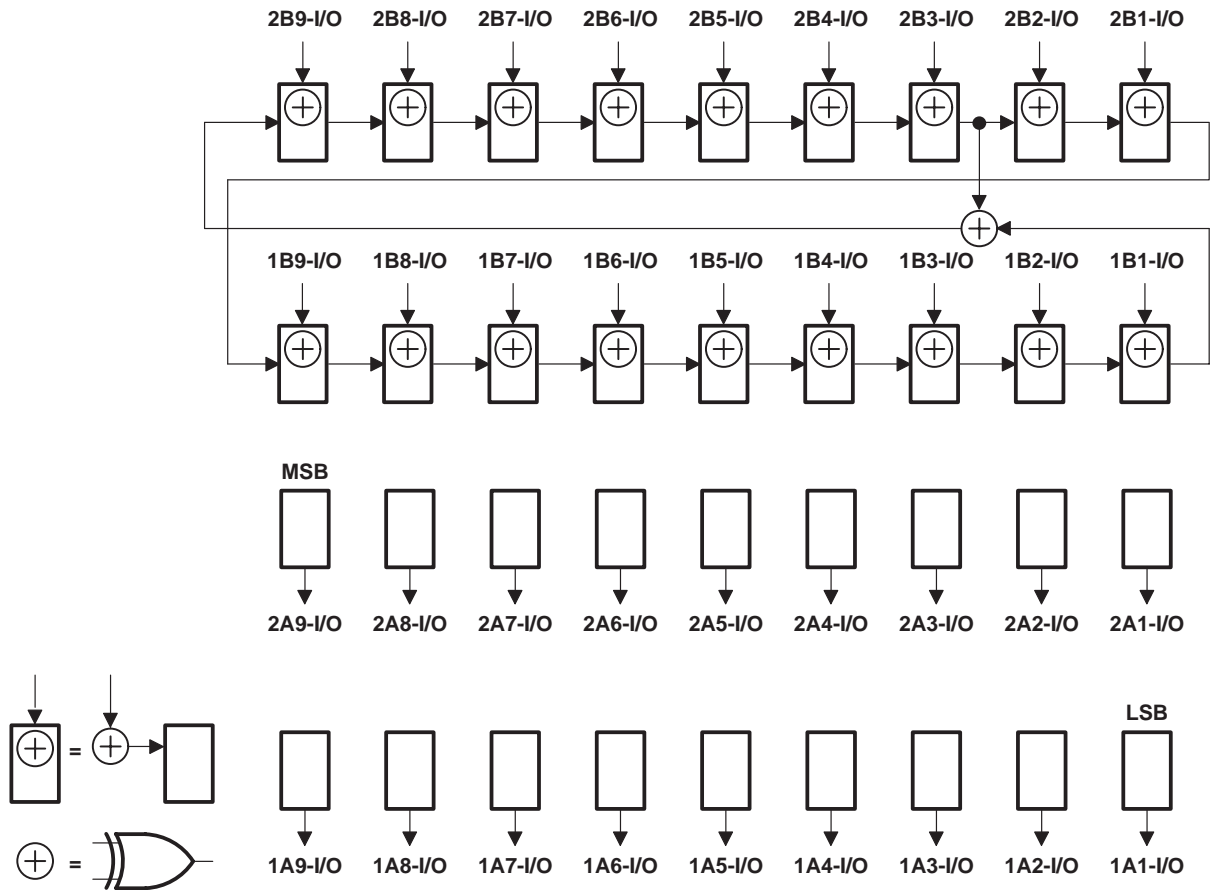 2B9-I/O 2B8-I/O 2B7-I/O 2B6-I/O 2B5-I/O 2B4-I/O 2B3-I/O 2B2-I/O 2B1-I/O
1B9-I/O 1B8-I/O 1B7-I/O 1B6-I/O 1B5-I/O 1B4-I/O 1B3-I/O 1B2-I/O 1B1-I/O
MSB
2A9-I/O 2A8-I/O 2A7-I/O 2A6-I/O 2A5-I/O 2A4-I/O 2A3-I/O 2A2-I/O 2A1-I/O
LSB
=
=
1A9-I/O 1A8-I/O 1A7-I/O 1A6-I/O 1A5-I/O 1A4-I/O 1A3-I/O 1A2-I/O 1A1-I/O